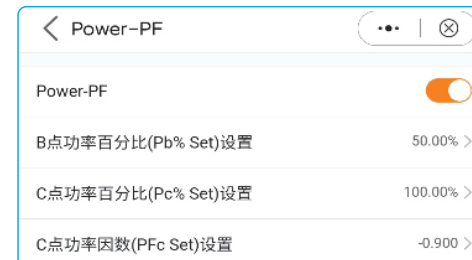 Power-PF
Power-PF
B点功率百分比(Pb% Set)设置 50.00%
C点功率百分比(Pc% Set)设置 100.00%
C点功率因数(PFc Set)设置 -0.900